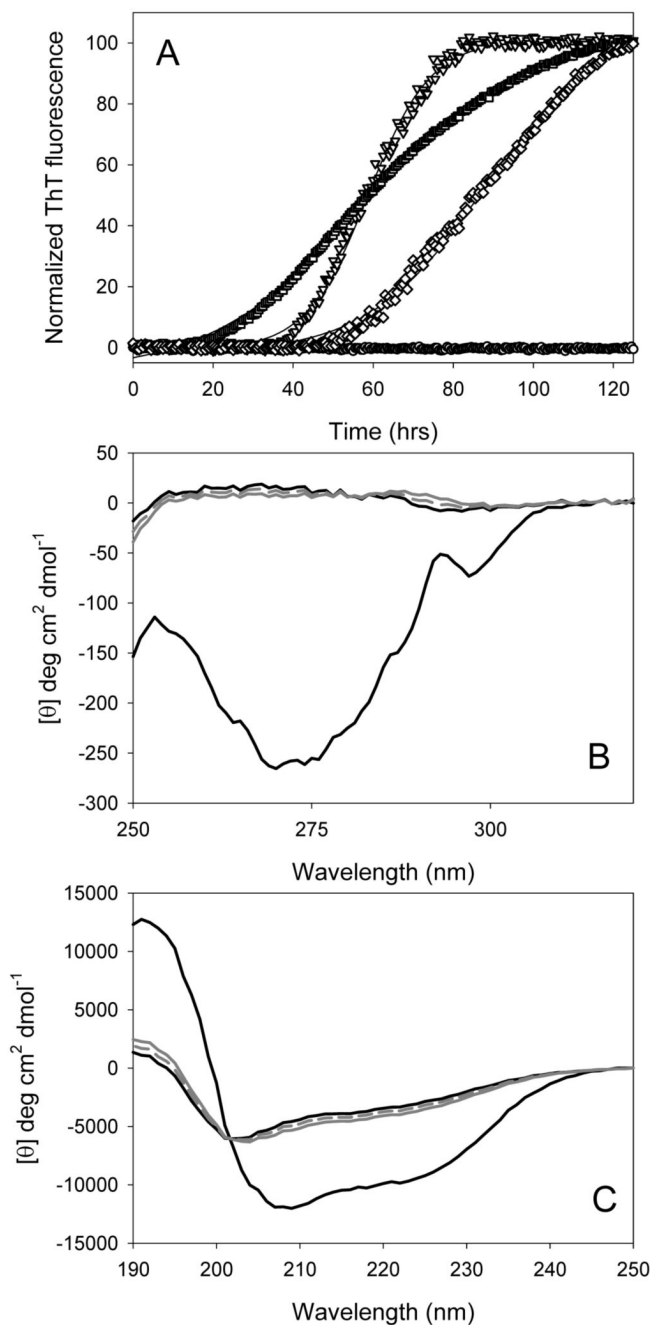 A
Normalized ThT fluorescence
100
80
60
40
20
0
0 20 40 60 80 100 120
Time (hrs)
B
[θ] deg cm² dmol⁻¹
50
0
-50
-100
-150
-200
-250
-300
250 275 300
Wavelength (nm)
C
[θ] deg cm² dmol⁻¹
15000
10000
5000
0
-5000
-10000
-15000
190 200 210 220 230 240 250
Wavelength (nm)